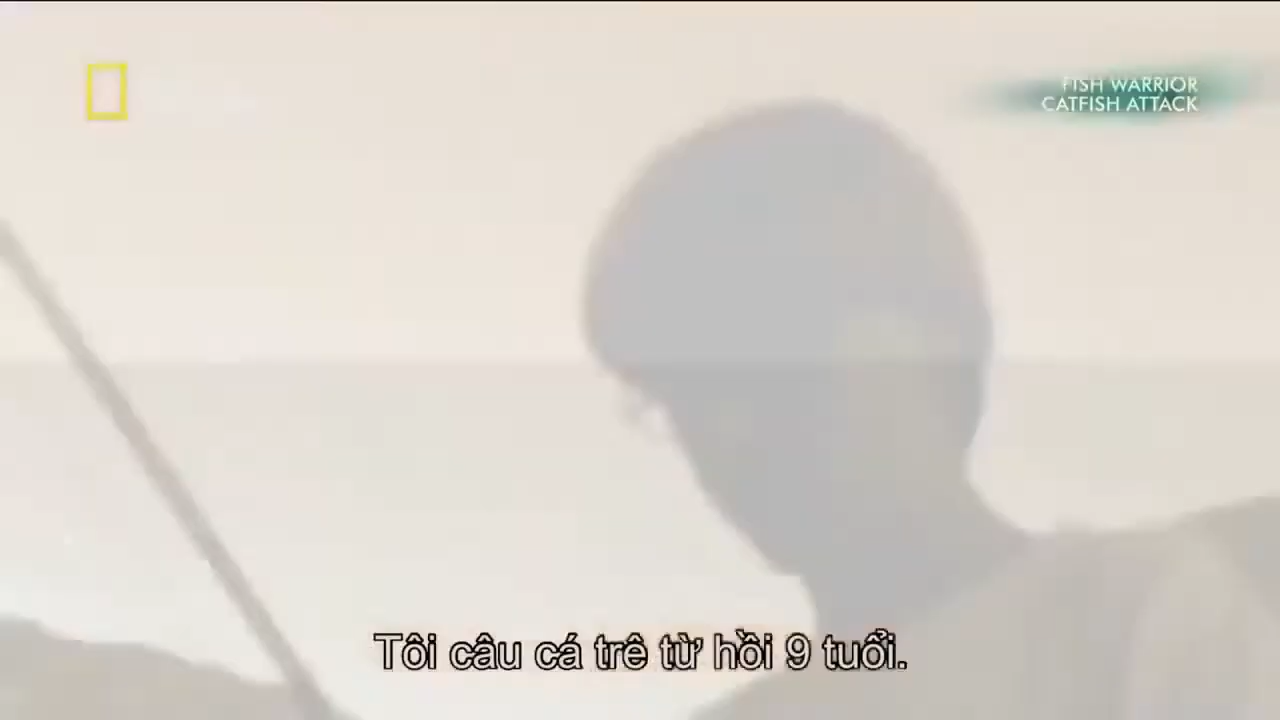 FISH WARRIOR
CATFISH ATTACK
Tôi câu cá trê từ hồi 9 tuổi.